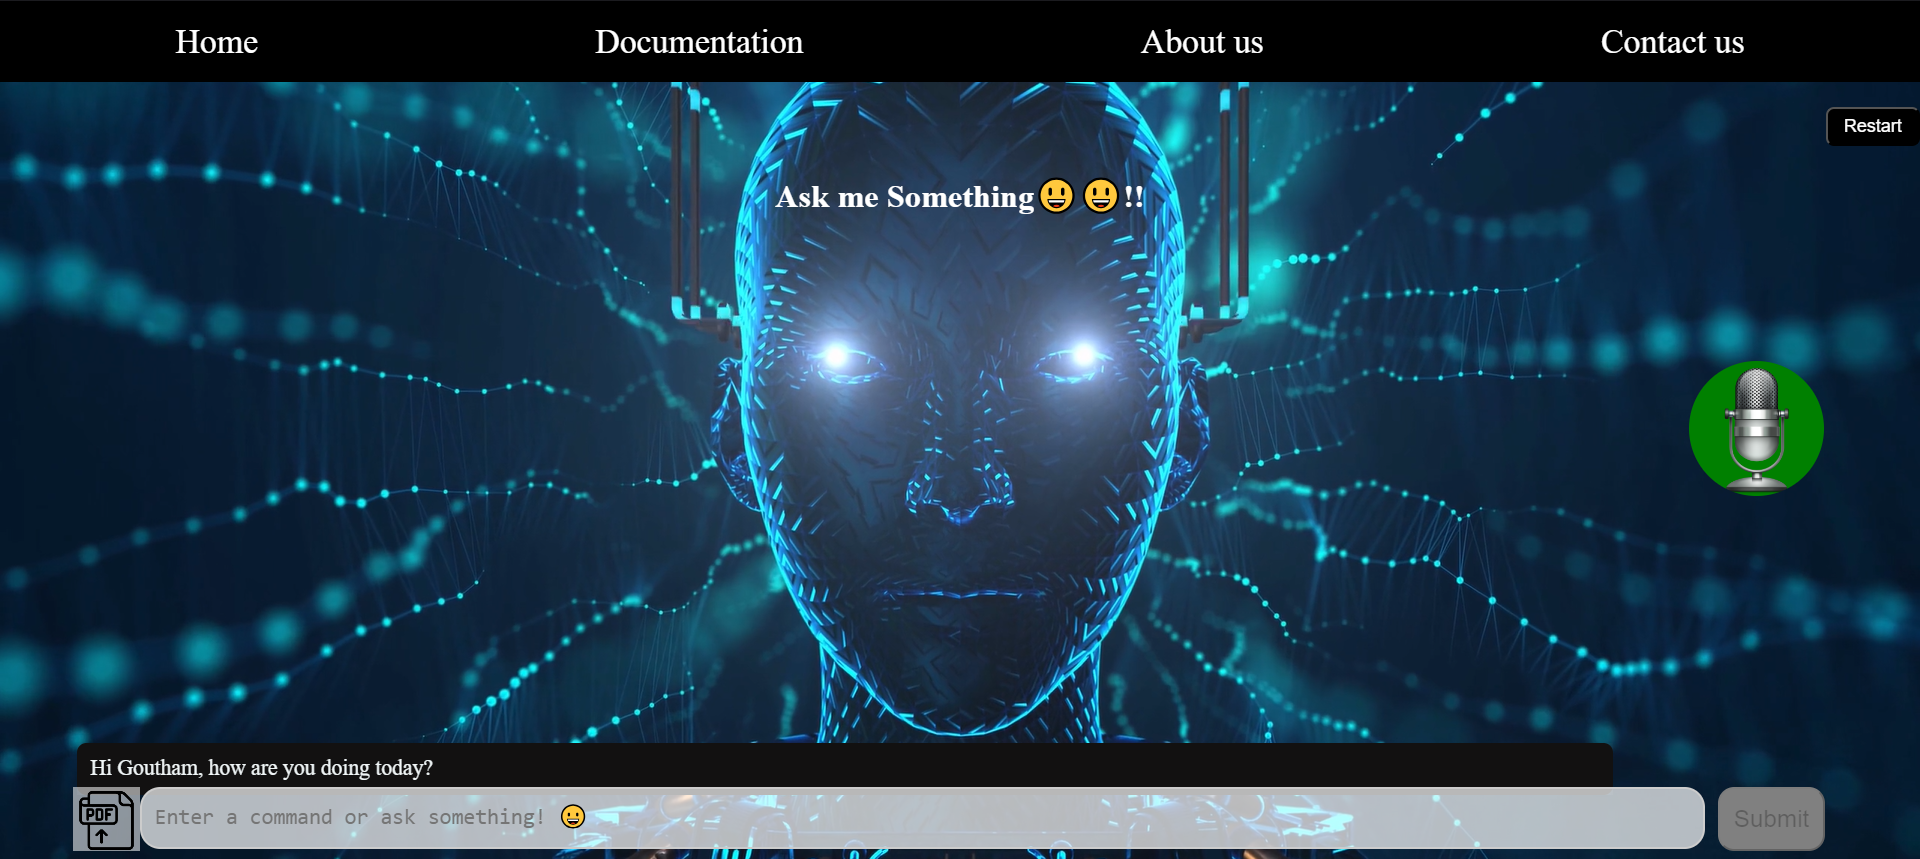 Home Documentation About us Contact us
Restart
Ask me Something😃😃!!
Hi Goutham, how are you doing today?
PDF
Enter a command or ask something! 😀
Submit